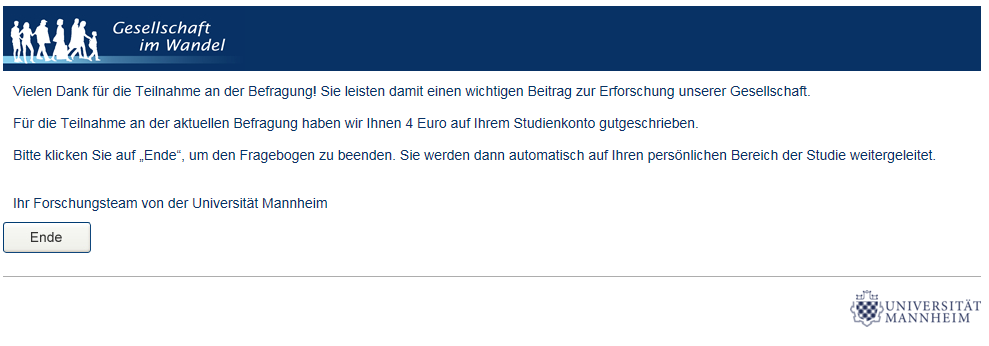 Gesellschaft
im Wandel
Vielen Dank für die Teilnahme an der Befragung! Sie leisten damit einen wichtigen Beitrag zur Erforschung unserer Gesellschaft.
Für die Teilnahme an der aktuellen Befragung haben wir Ihnen 4 Euro auf Ihrem Studienkonto gutgeschrieben.
Bitte klicken Sie auf „Ende“, um den Fragebogen zu beenden. Sie werden dann automatisch auf Ihren persönlichen Bereich der Studie weitergeleitet.
Ihr Forschungsteam von der Universität Mannheim
Ende
UNIVERSITÄT
MANNHEIM